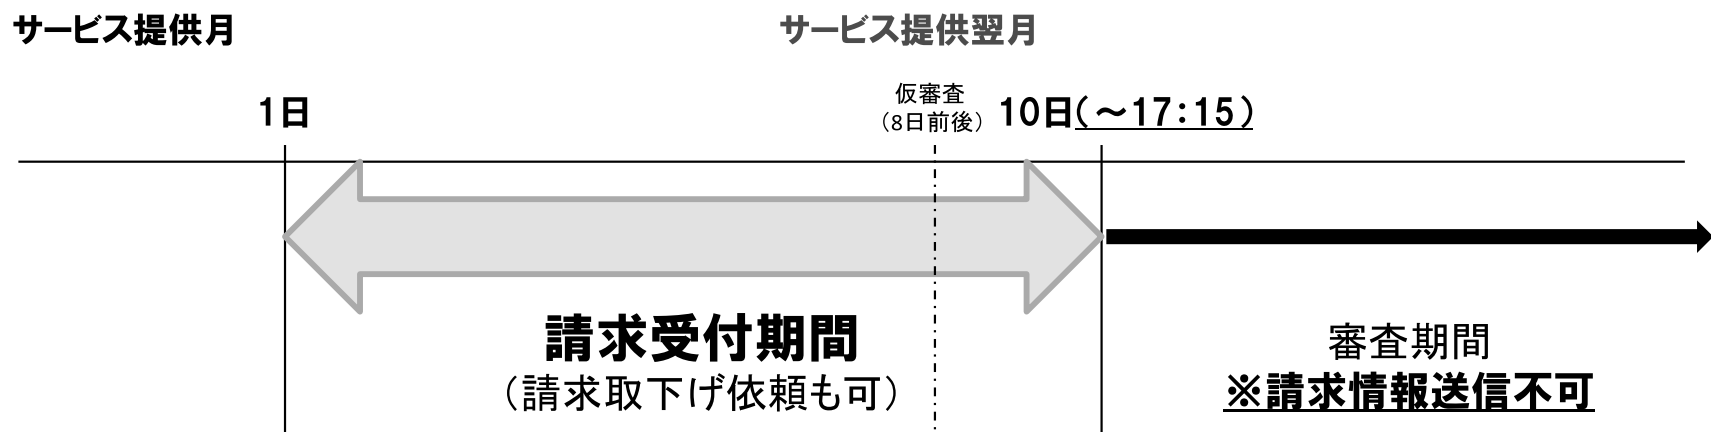 サービス提供月
サービス提供翌月
1日
仮審査
（8日前後）
10日（～17:15）
請求受付期間
（請求取下げ依頼も可）
審査期間
※請求情報送信不可